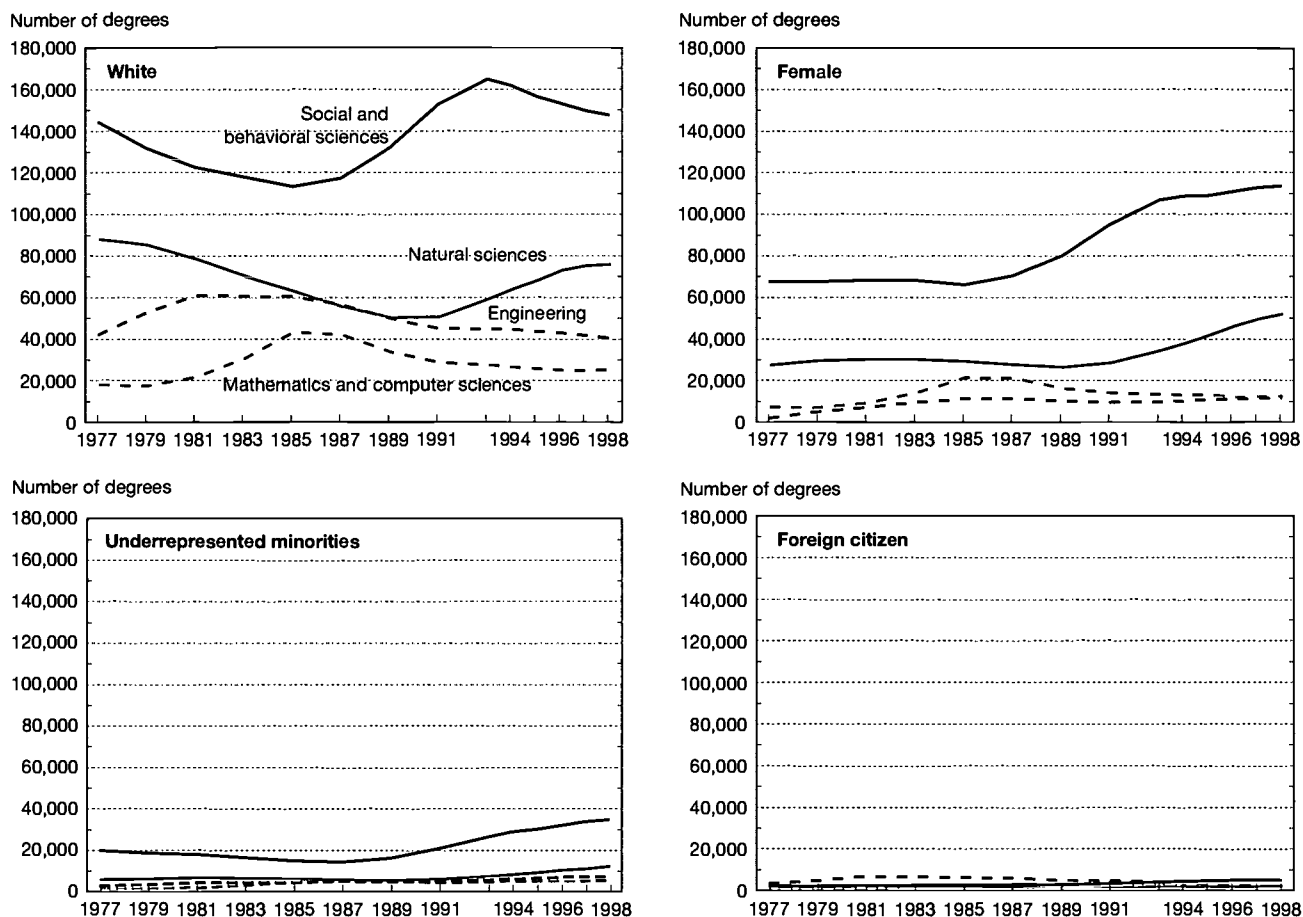 Number of degrees
180,000
160,000
140,000
120,000
100,000
80,000
60,000
40,000
20,000
0
White
Social and
behavioral sciences
Natural sciences
Engineering
Mathematics and computer sciences
1977 1979 1981 1983 1985 1987 1989 1991 1994 1996 1998
Number of degrees
180,000
160,000
140,000
120,000
100,000
80,000
60,000
40,000
20,000
0
Female
1977 1979 1981 1983 1985 1987 1989 1991 1994 1996 1998
Number of degrees
180,000
160,000
140,000
120,000
100,000
80,000
60,000
40,000
20,000
0
Underrepresented minorities
1977 1979 1981 1983 1985 1987 1989 1991 1994 1996 1998
Number of degrees
180,000
160,000
140,000
120,000
100,000
80,000
60,000
40,000
20,000
0
Foreign citizen
1977 1979 1981 1983 1985 1987 1989 1991 1994 1996 1998